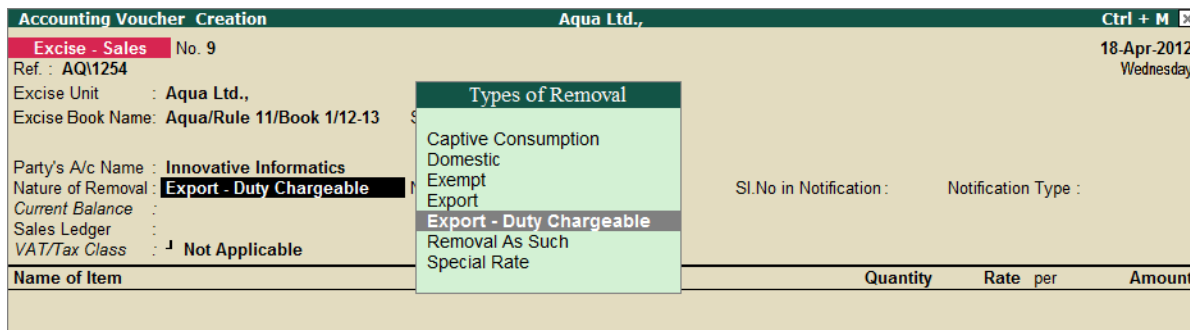 Accounting Voucher Creation Aqua Ltd., Ctrl + M
Excise - Sales No. 9 18-Apr-2012
Ref. : AQ\1254 Wednesday
Excise Unit : Aqua Ltd.,
Excise Book Name: Aqua/Rule 11/Book 1/12-13
Party's A/c Name : Innovative Informatics
Nature of Removal : Export - Duty Chargeable Sl.No in Notification : Notification Type :
Current Balance :
Sales Ledger :
VAT/Tax Class : ┘ Not Applicable
Types of Removal
Captive Consumption
Domestic
Exempt
Export
Export - Duty Chargeable
Removal As Such
Special Rate
Name of Item Quantity Rate per Amount